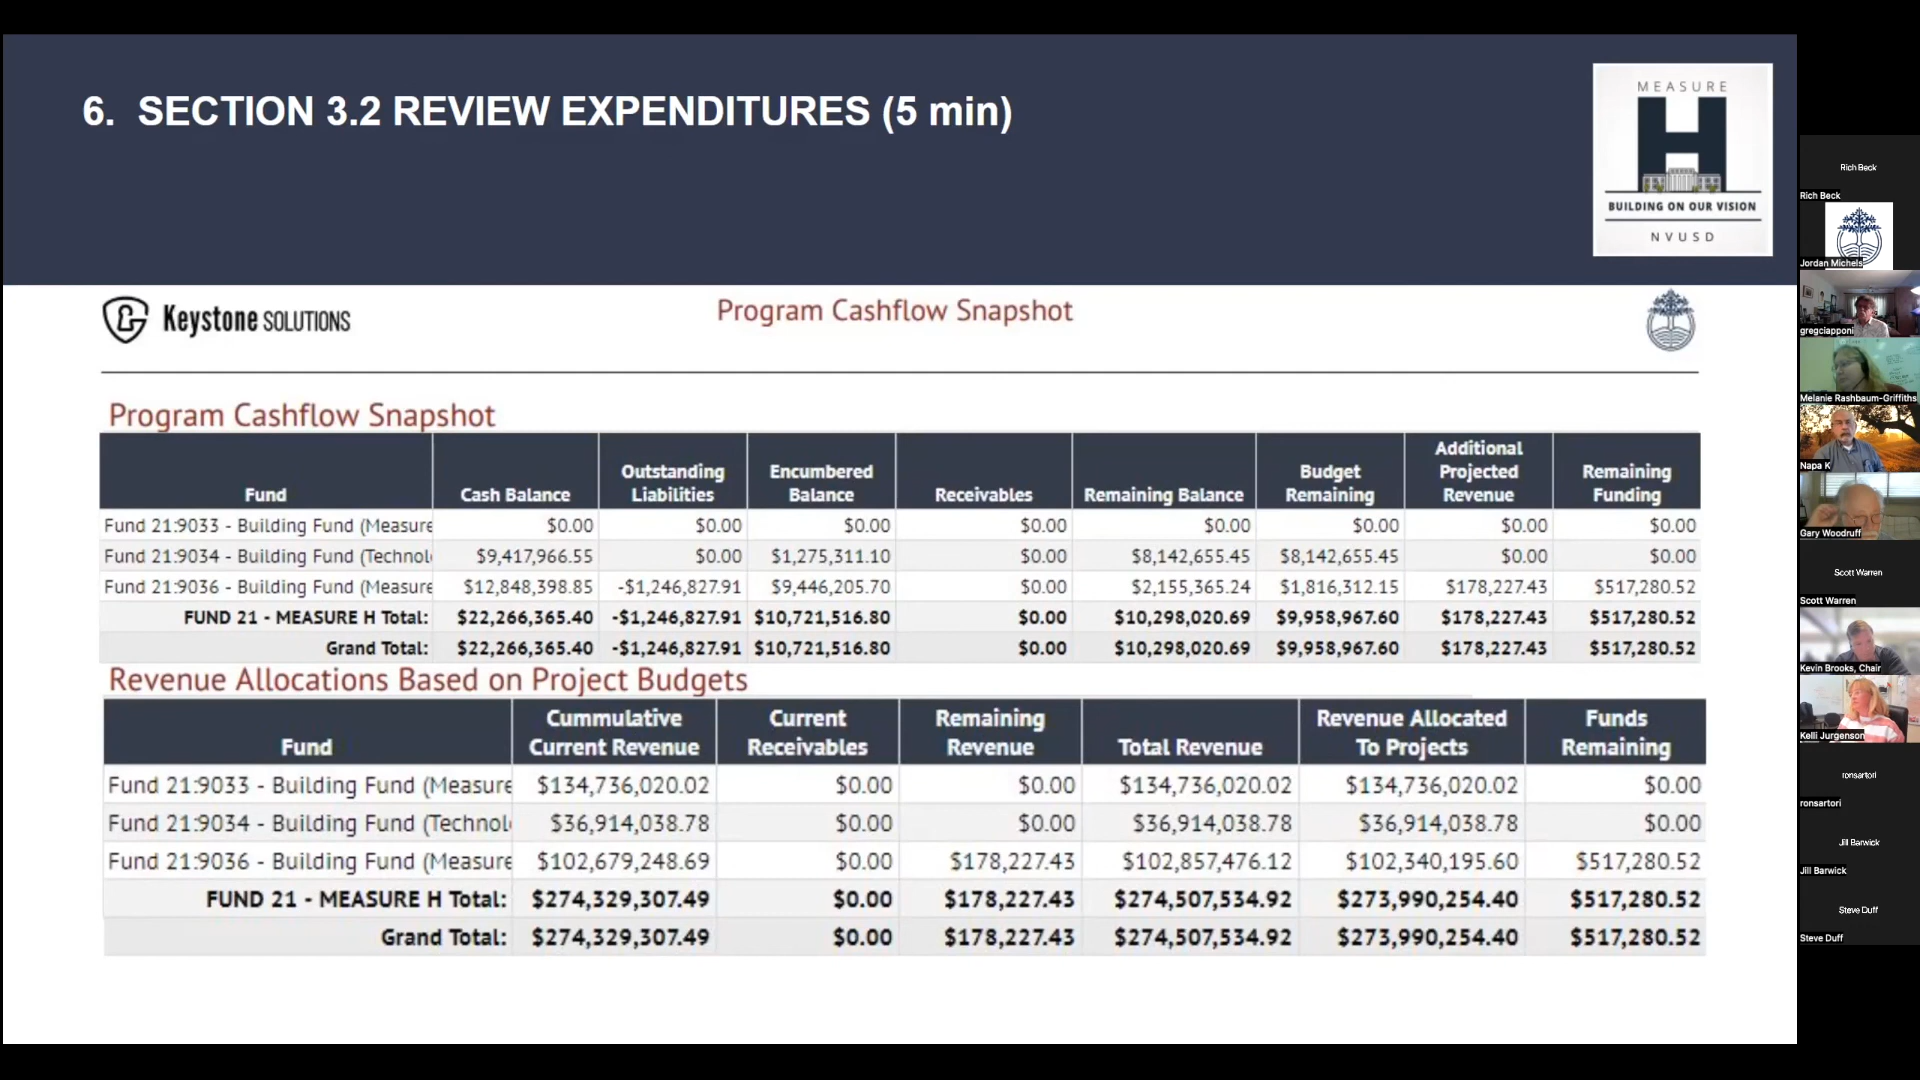 6. SECTION 3.2 REVIEW EXPENDITURES (5 min)
MEASURE
H
BUILDING ON OUR VISION
NVUSD
Keystone SOLUTIONS
Program Cashflow Snapshot
Program Cashflow Snapshot
Fund Cash Balance Outstanding Liabilities Encumbered Balance Receivables Remaining Balance Budget Remaining Additional Projected Revenue Remaining Funding
Fund 21:9033 - Building Fund (Measure $0.00 $0.00 $0.00 $0.00 $0.00 $0.00 $0.00 $0.00
Fund 21:9034 - Building Fund (Technol $9,417,966.55 $0.00 $1,275,311.10 $0.00 $8,142,655.45 $8,142,655.45 $0.00 $0.00
Fund 21:9036 - Building Fund (Measure $12,848,398.85 -$1,246,827.91 $9,446,205.70 $0.00 $2,155,365.24 $1,816,312.15 $178,227.43 $517,280.52
FUND 21 - MEASURE H Total: $22,266,365.40 -$1,246,827.91 $10,721,516.80 $0.00 $10,298,020.69 $9,958,967.60 $178,227.43 $517,280.52
Grand Total: $22,266,365.40 -$1,246,827.91 $10,721,516.80 $0.00 $10,298,020.69 $9,958,967.60 $178,227.43 $517,280.52
Revenue Allocations Based on Project Budgets
Fund Cummulative Current Revenue Current Receivables Remaining Revenue Total Revenue Revenue Allocated To Projects Funds Remaining
Fund 21:9033 - Building Fund (Measure $134,736,020.02 $0.00 $0.00 $134,736,020.02 $134,736,020.02 $0.00
Fund 21:9034 - Building Fund (Technol $36,914,038.78 $0.00 $0.00 $36,914,038.78 $36,914,038.78 $0.00
Fund 21:9036 - Building Fund (Measure $102,679,248.69 $0.00 $178,227.43 $102,857,476.12 $102,340,195.60 $517,280.52
FUND 21 - MEASURE H Total: $274,329,307.49 $0.00 $178,227.43 $274,507,534.92 $273,990,254.40 $517,280.52
Grand Total: $274,329,307.49 $0.00 $178,227.43 $274,507,534.92 $273,990,254.40 $517,280.52
Rich Beck
Rich Beck
Jordan Michels
gregciapponi
Melanie Rashbaum-Griffiths
Napa K
Gary Woodruff
Scott Warren
Scott Warren
Kevin Brooks, Chair
Kelli Jurgenson
ronsartori
ronsartori
Jill Barwick
Jill Barwick
Steve Duff
Steve Duff